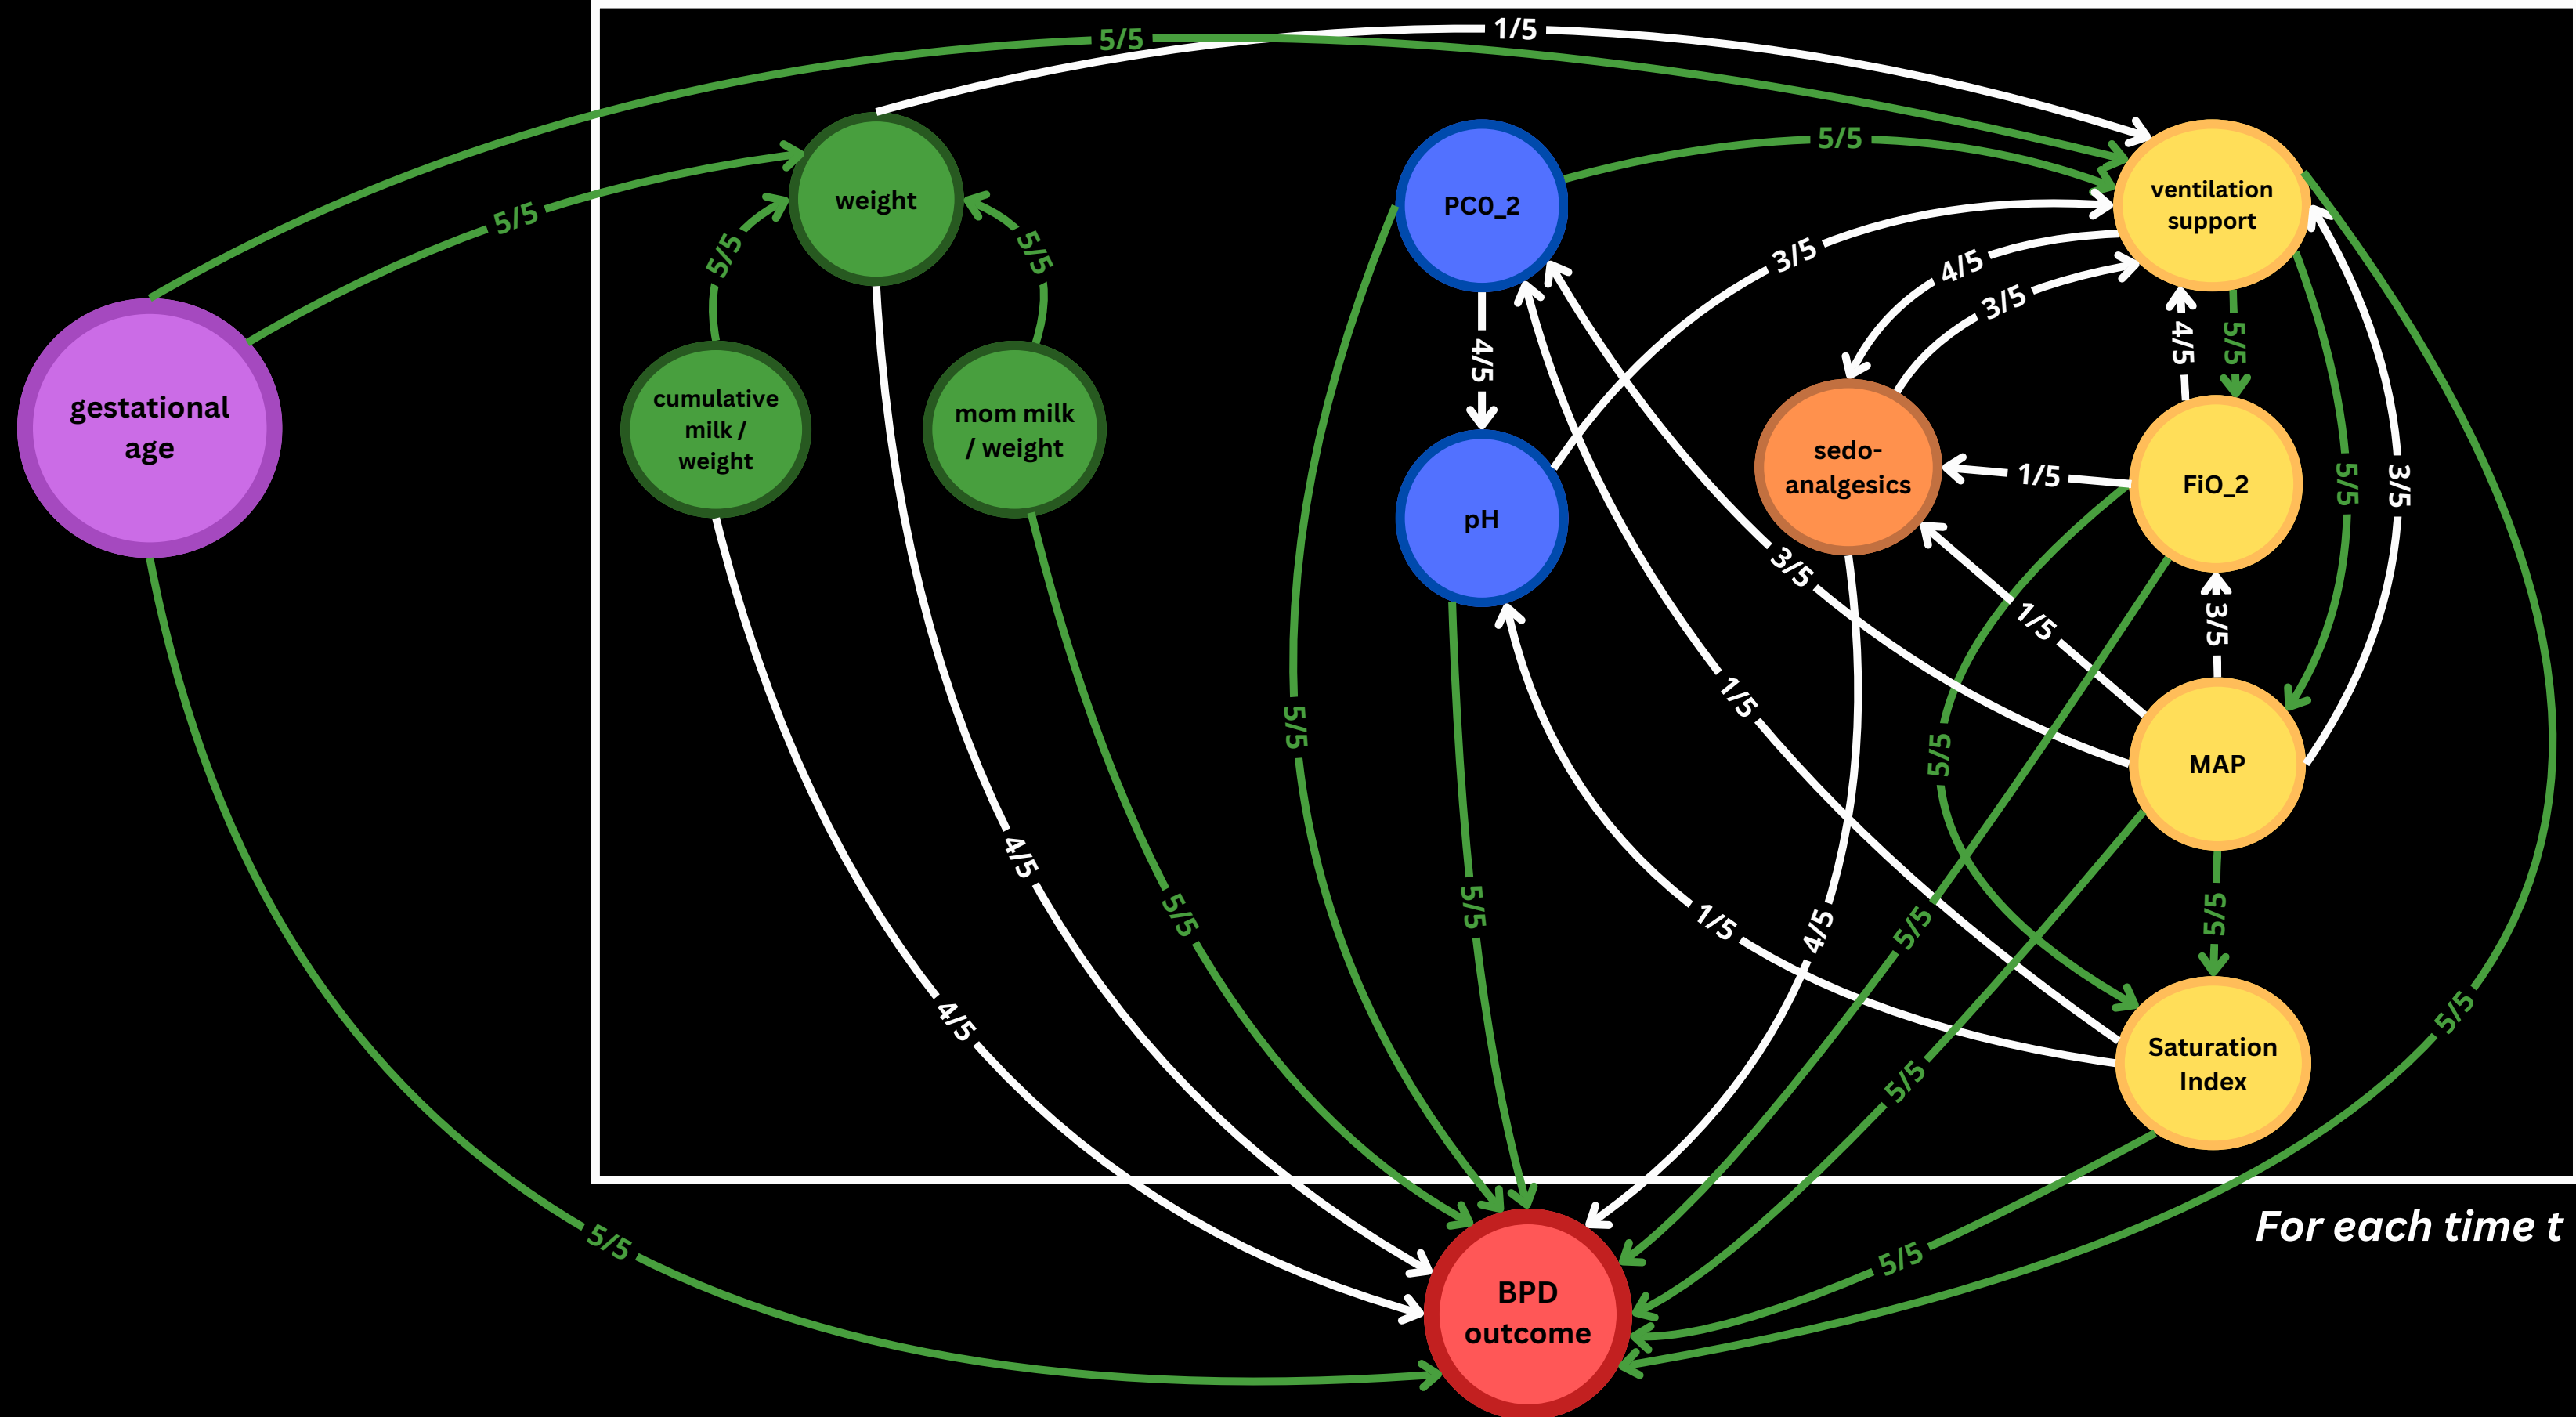 1/5
5/5
5/5
5/5
weight
PC0_2
ventilation
support
5/5
5/5
5/5
3/5
4/5
3/5
4/5
4/5
5/5
gestational
age
cumulative
milk /
weight
mom milk
/ weight
sedo-
analgesics
1/5
FiO_2
5/5
3/5
pH
3/5
1/5
3/5
1/5
5/5
5/5
MAP
4/5
5/5
5/5
1/5
4/5
5/5
5/5
4/5
5/5
5/5
Saturation
Index
5/5
5/5
For each time t
BPD
outcome